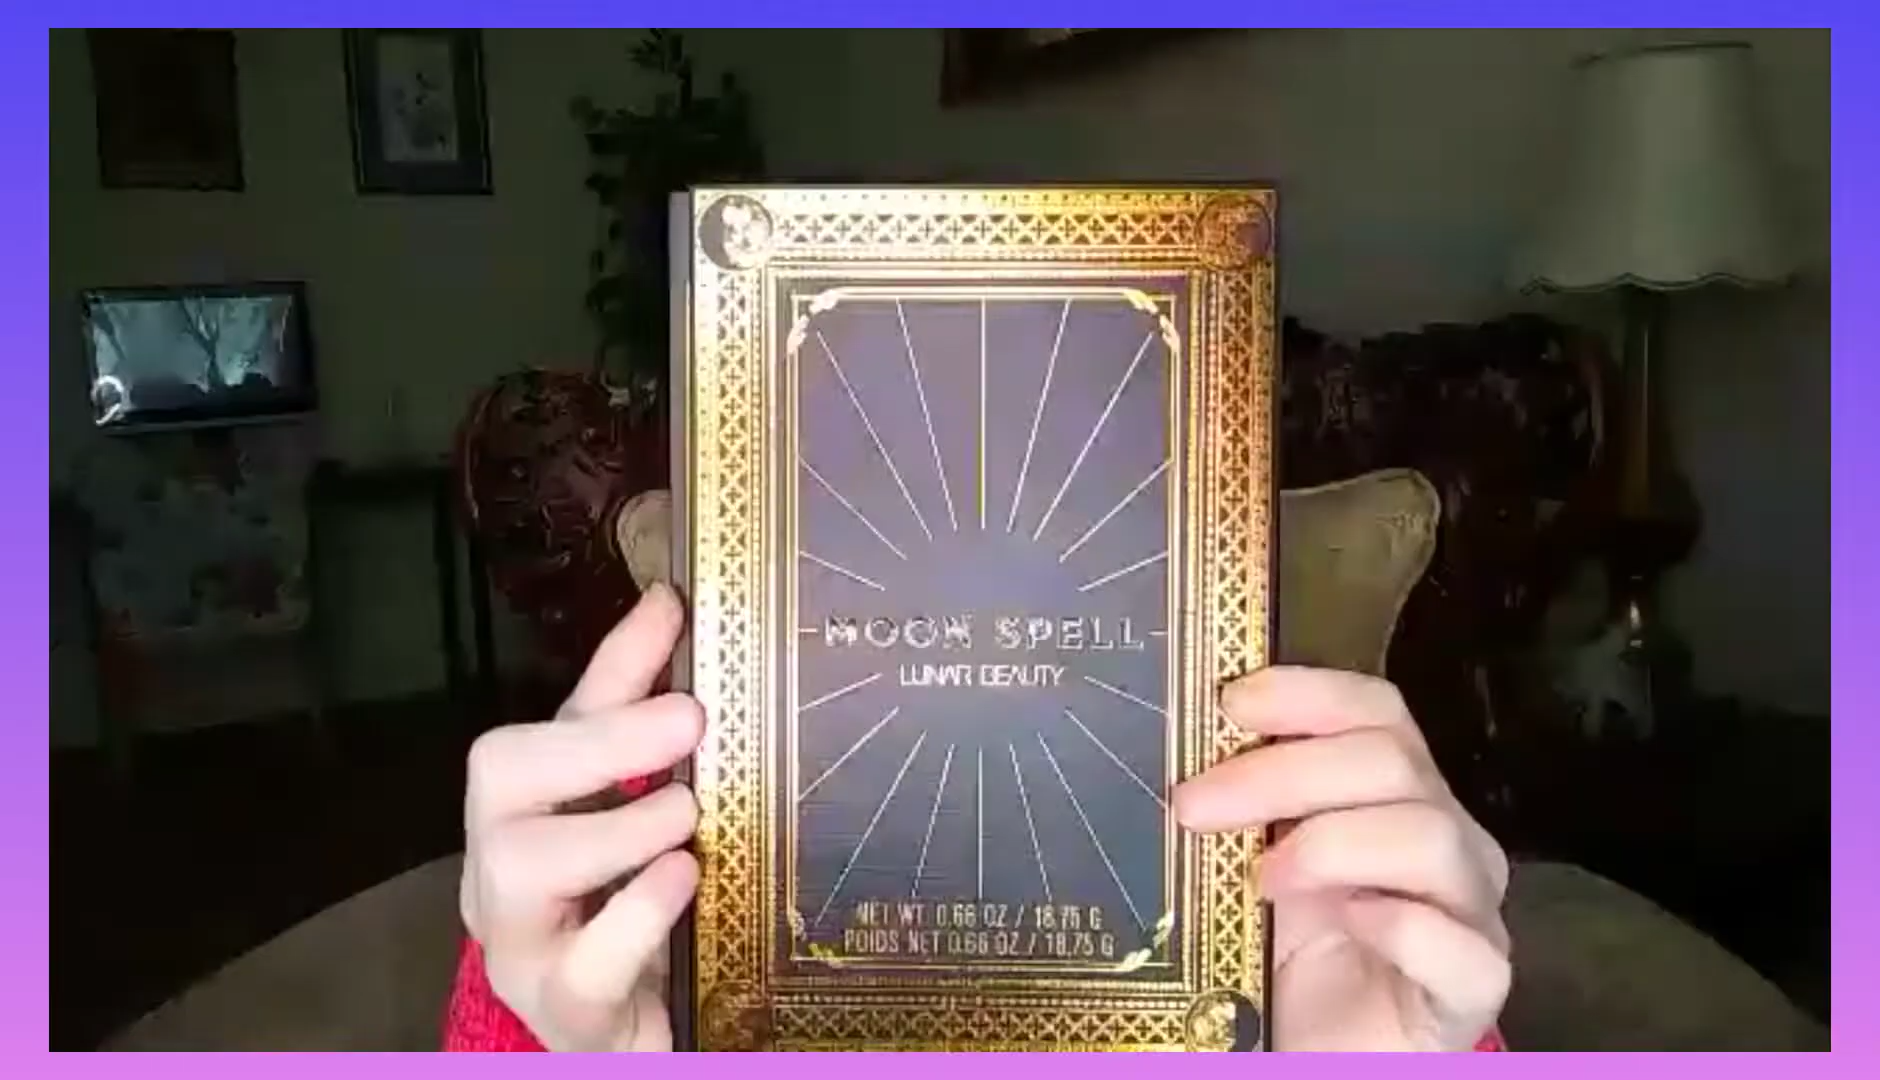 MOON SPELL
LUNAR BEAUTY
NET WT. 0.66 OZ / 18.75 G
POIDS NET 0.66 OZ / 18.75 G